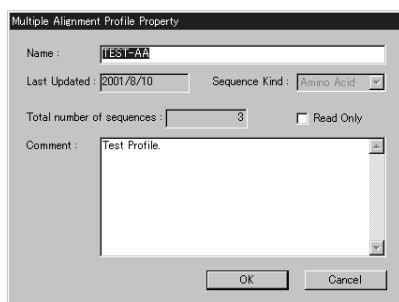 Multiple Alignment Profile Property
Name : TEST-AA
Last Updated : 2001/8/10 Sequence Kind : Amino Acid
Total number of sequences : 3 Read Only
Comment : Test Profile.
OK Cancel